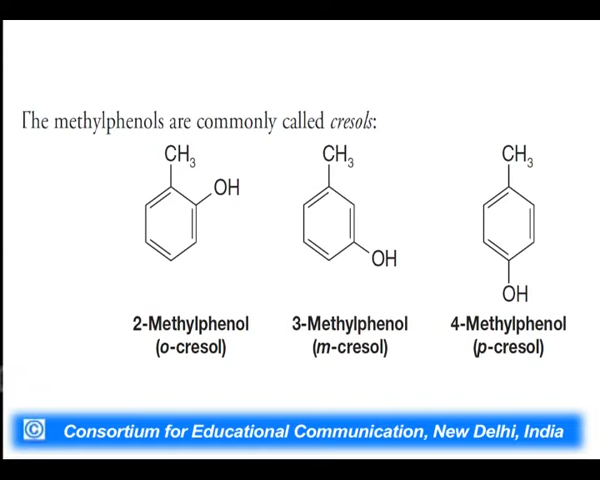 The methylphenols are commonly called cresols:
CH3 CH3 CH3
OH
OH
OH
2-Methylphenol 3-Methylphenol 4-Methylphenol
(o-cresol) (m-cresol) (p-cresol)
© Consortium for Educational Communication, New Delhi, India